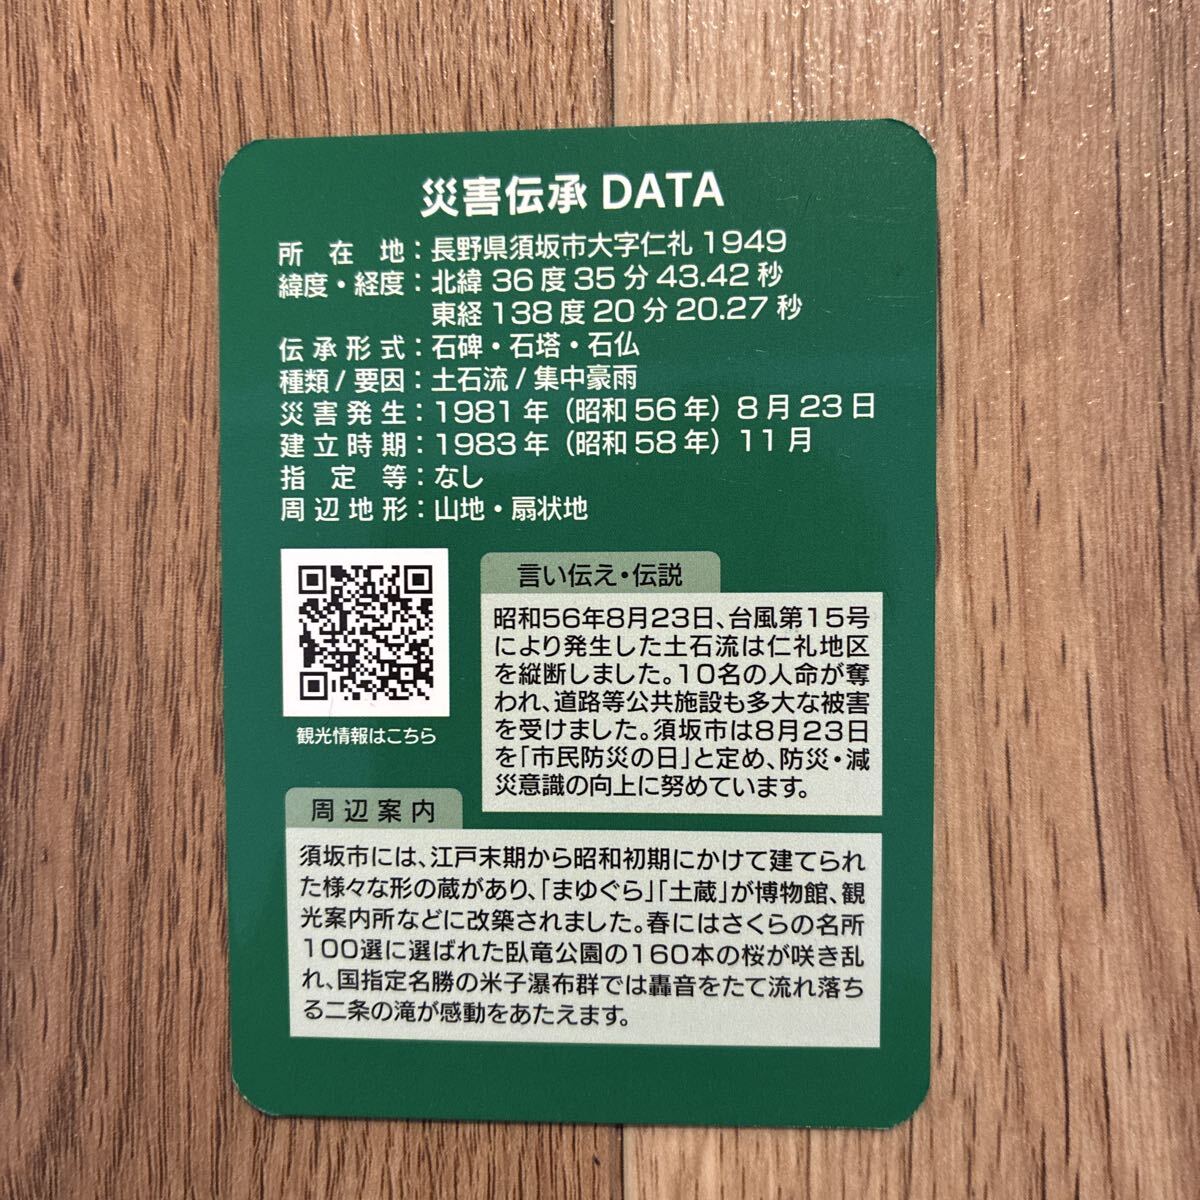 災害伝承 DATA
所在地：長野県須坂市大字仁礼 1949
緯度・経度：北緯 36 度 35 分 43.42 秒
東経 138 度 20 分 20.27 秒
伝承形式：石碑・石塔・石仏
種類 / 要因：土石流 / 集中豪雨
災害発生：1981 年（昭和 56 年）8 月 23 日
建立時期：1983 年（昭和 58 年）11 月
指定等：なし
周辺地形：山地・扇状地
観光情報はこちら
言い伝え・伝説
昭和56年8月23日、台風第15号
により発生した土石流は仁礼地区
を縦断しました。10名の人命が奪
われ、道路等公共施設も多大な被害
を受けました。須坂市は8月23日
を「市民防災の日」と定め、防災・減
災意識の向上に努めています。
周辺案内
須坂市には、江戸末期から昭和初期にかけて建てられ
た様々な形の蔵があり、「まゆぐら」「土蔵」が博物館、観
光案内所などに改築されました。春にはさくらの名所
100選に選ばれた臥竜公園の160本の桜が咲き乱
れ、国指定名勝の米子瀑布群では轟音をたて流れ落ち
る二条の滝が感動をあたえます。